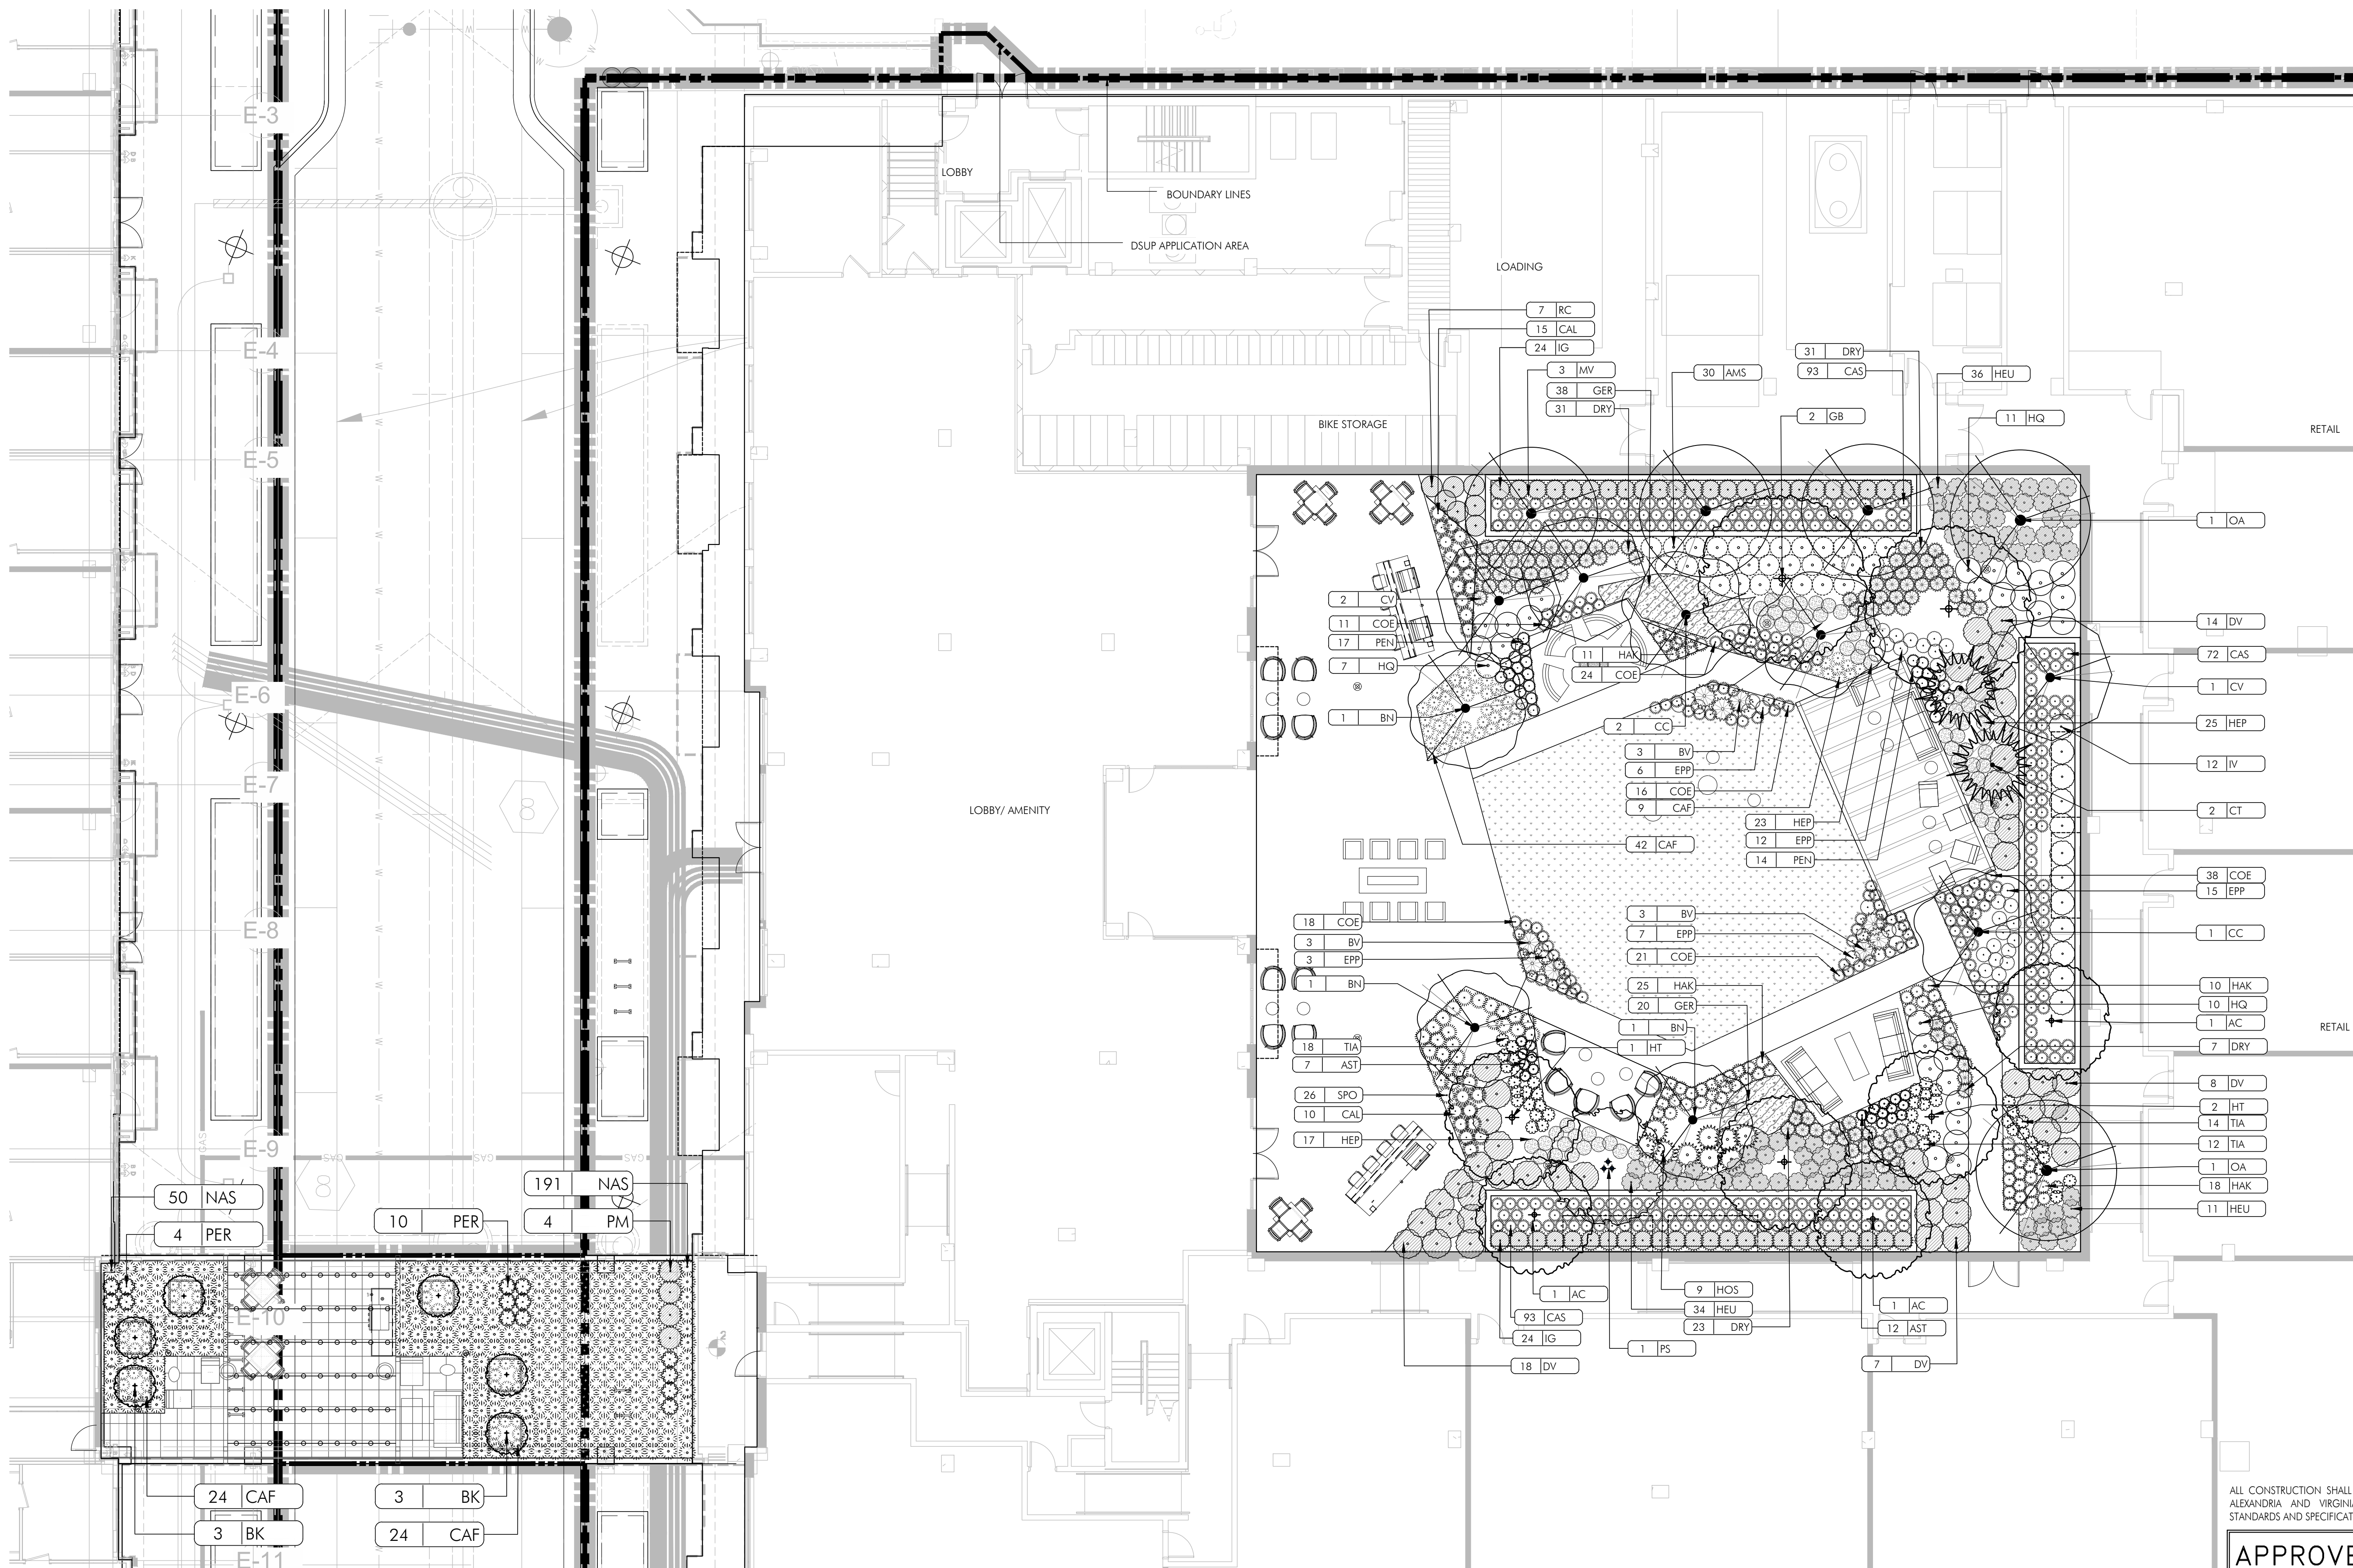 E-3
LOBBY
BOUNDARY LINES
DSUP APPLICATION AREA
LOADING
7 RC
15 CAL
24 IG
3 MV
38 GER
31 DRY
30 AMS
31 DRY
93 CAS
2 GB
36 HEU
11 HQ
E-4
BIKE STORAGE
RETAIL
E-5
1 OA
2 CV
11 COE
17 PEN
7 HQ
1 BN
11 HAK
24 COE
2 CC
3 BV
6 EPP
16 COE
9 CAF
42 CAF
23 HEP
12 EPP
14 PEN
14 DV
72 CAS
1 CV
25 HEP
12 IV
2 CT
E-6
E-7
8
LOBBY/ AMENITY
38 COE
15 EPP
1 CC
E-8
18 COE
3 BV
3 EPP
1 BN
3 BV
7 EPP
21 COE
25 HAK
20 GER
1 BN
1 HT
10 HAK
10 HQ
1 AC
7 DRY
RETAIL
18 TIA
7 AST
26 SPO
10 CAL
17 HEP
8 DV
2 HT
14 TIA
12 TIA
1 OA
18 HAK
11 HEU
GAS
E-9
GAS
GAS
GAS
8
50 NAS
4 PER
10 PER
191 NAS
4 PM
E-10
2
1 AC
93 CAS
24 IG
18 DV
9 HOS
34 HEU
23 DRY
1 PS
1 AC
12 AST
7 DV
24 CAF
3 BK
3 BK
24 CAF
E-11
ALL CONSTRUCTION SHALL
ALEXANDRIA AND VIRGINIA
STANDARDS AND SPECIFICAT
APPROVE